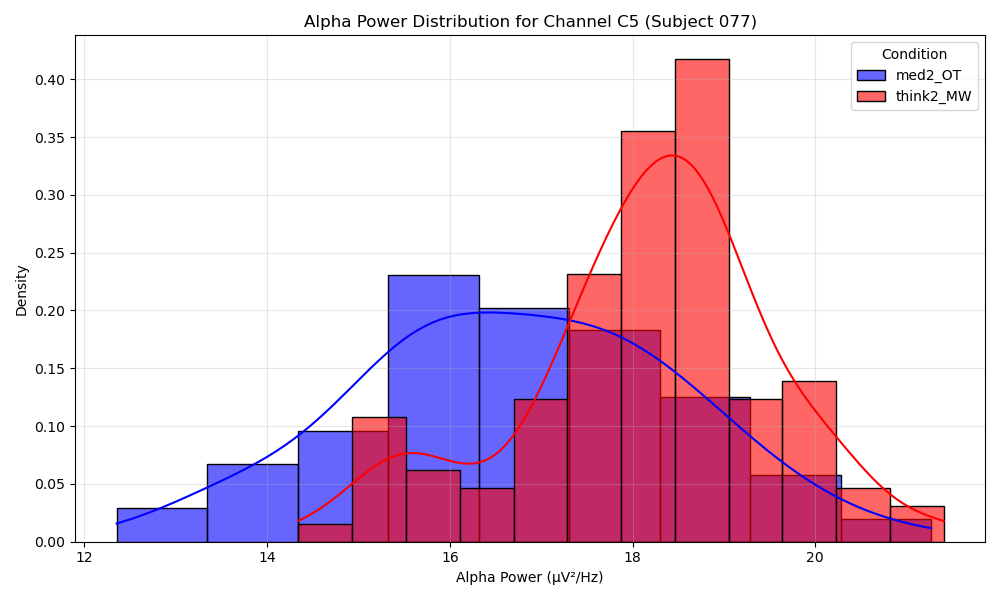 Alpha Power Distribution for Channel C5 (Subject 077)
Condition
med2_OT
think2_MW
0.40
0.35
0.30
0.25
0.20
0.15
0.10
0.05
0.00
Density
12 14 16 18 20
Alpha Power (μV²/Hz)